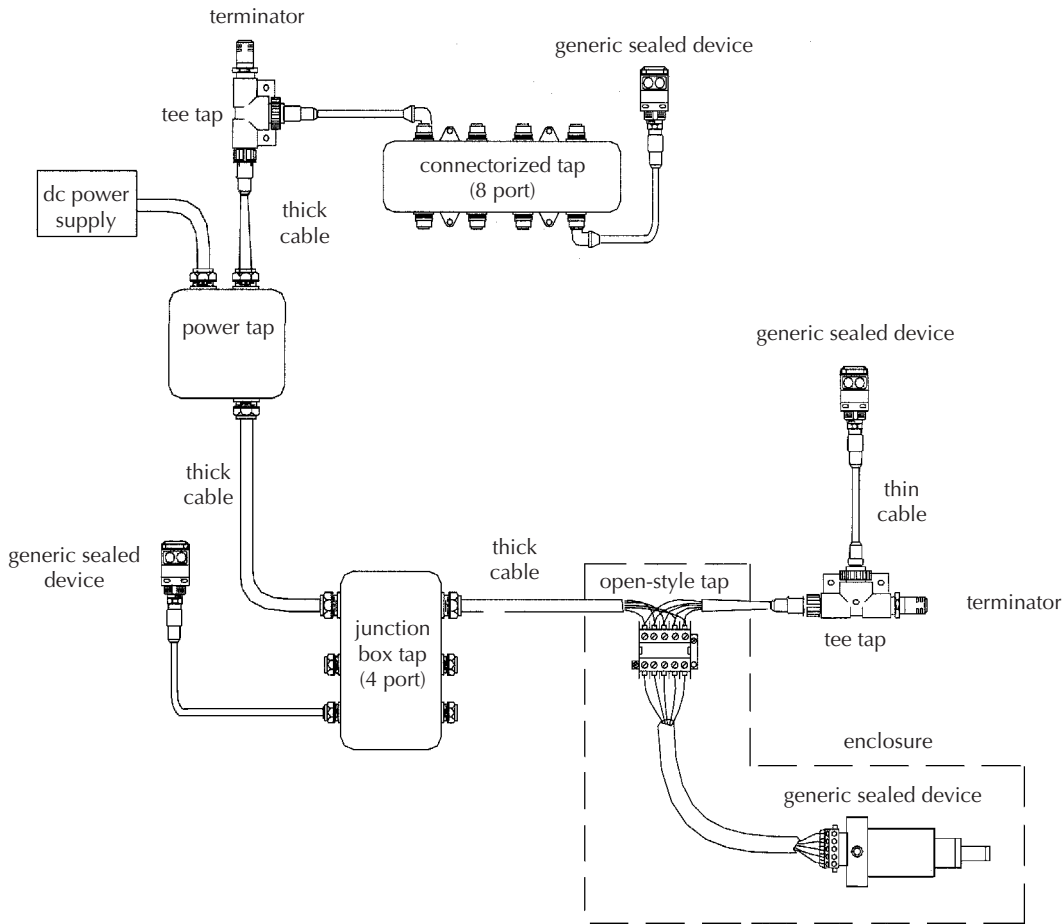 terminator
generic sealed device
tee tap
connectorized tap
(8 port)
dc power
supply
thick
cable
power tap
generic sealed device
thick
cable
thin
cable
generic sealed
device
thick
cable
open-style tap
terminator
junction
box tap
(4 port)
tee tap
enclosure
generic sealed device